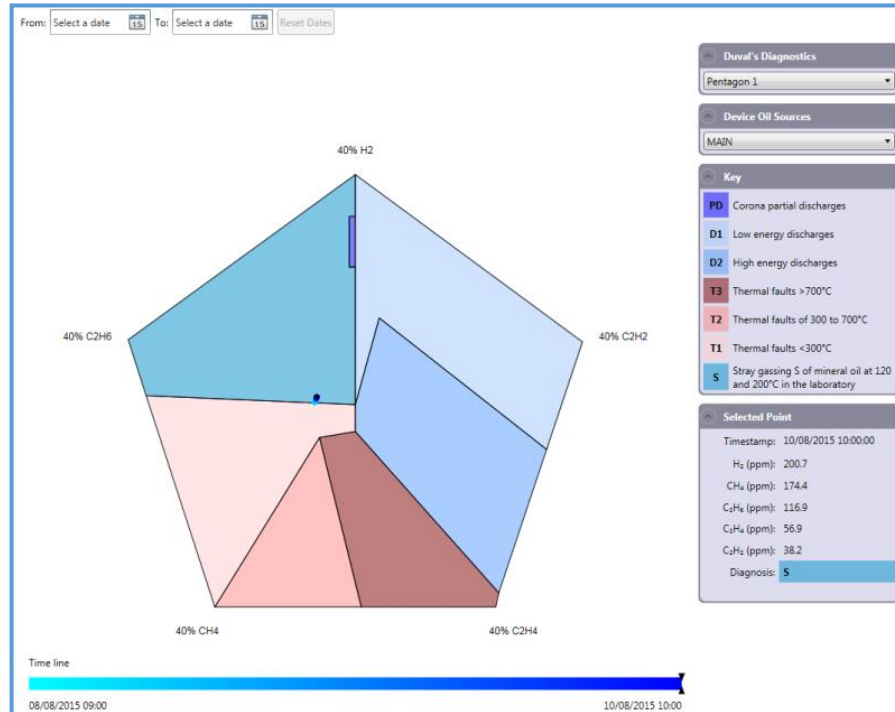 From: Select a date 15 To: Select a date 15 Reset Dates
Duval's Diagnostics
Pentagon 1
Device Oil Sources
MAIN
Key
PD Corona partial discharges
D1 Low energy discharges
D2 High energy discharges
T3 Thermal faults >700°C
T2 Thermal faults of 300 to 700°C
T1 Thermal faults <300°C
S Stray gassing S of mineral oil at 120
and 200°C in the laboratory
Selected Point
Timestamp: 10/08/2015 10:00:00
H₂ (ppm): 200.7
CH₄ (ppm): 174.4
C₂H₆ (ppm): 116.9
C₂H₄ (ppm): 56.9
C₂H₂ (ppm): 38.2
Diagnosis: S
40% H2
40% C2H6
40% C2H2
40% CH4
40% C2H4
Time line
08/08/2015 09:00
10/08/2015 10:00